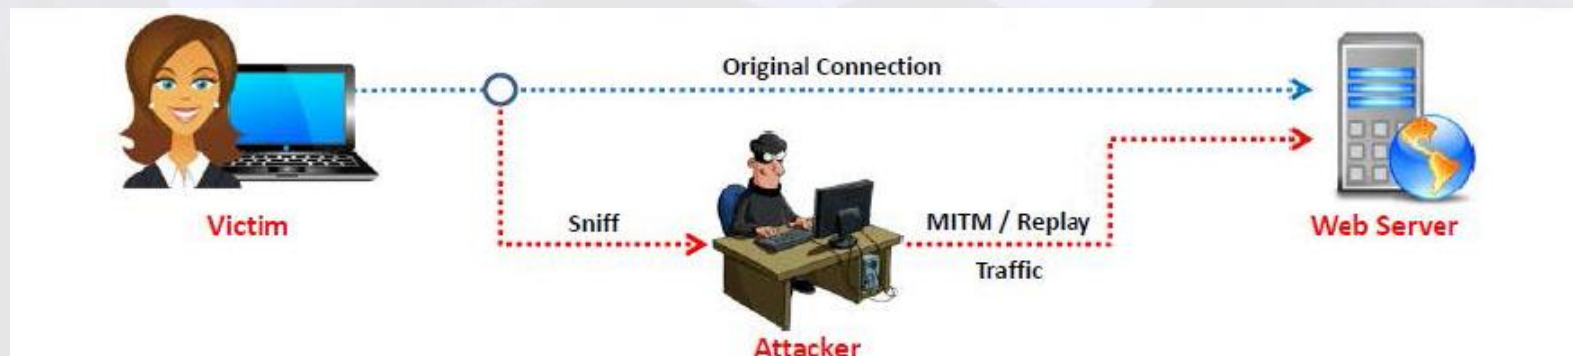 Original Connection
Victim
Sniff
MITM / Replay
Traffic
Web Server
Attacker